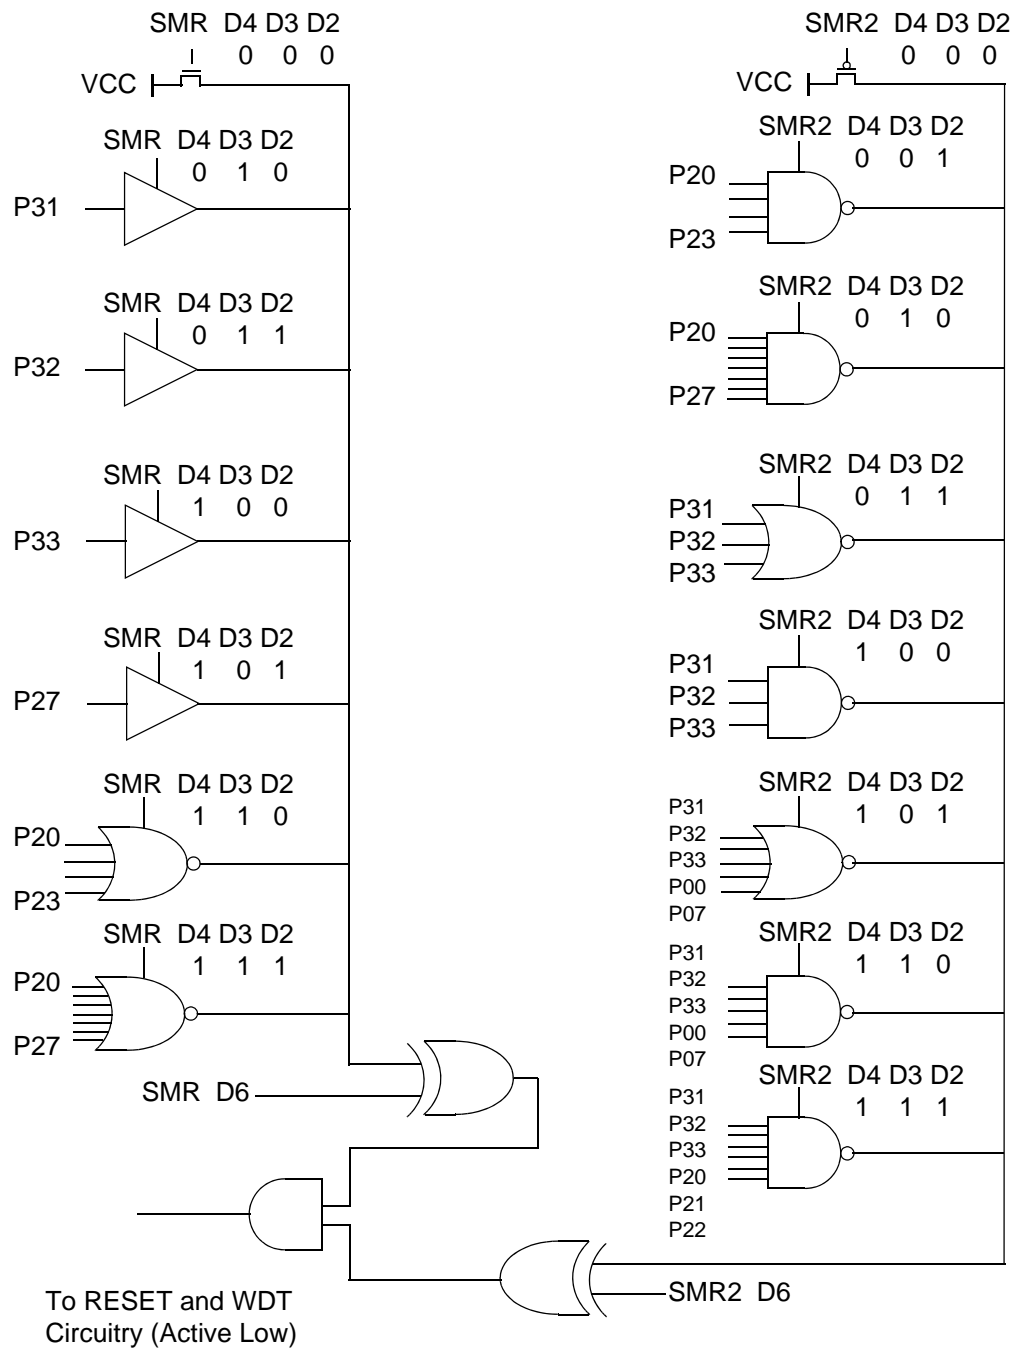 SMR D4 D3 D2
0 0 0
VCC
SMR D4 D3 D2
0 1 0
P31
SMR D4 D3 D2
0 1 1
P32
SMR D4 D3 D2
1 0 0
P33
SMR D4 D3 D2
1 0 1
P27
SMR D4 D3 D2
1 1 0
P20
P23
SMR D4 D3 D2
1 1 1
P20
P27
SMR D6
To RESET and WDT
Circuitry (Active Low)
SMR2 D4 D3 D2
0 0 0
VCC
SMR2 D4 D3 D2
0 0 1
P20
P23
SMR2 D4 D3 D2
0 1 0
P20
P27
SMR2 D4 D3 D2
0 1 1
P31
P32
P33
SMR2 D4 D3 D2
1 0 0
P31
P32
P33
SMR2 D4 D3 D2
1 0 1
P31
P32
P33
P00
P07
SMR2 D4 D3 D2
1 1 0
P31
P32
P33
P00
P07
SMR2 D4 D3 D2
1 1 1
P31
P32
P33
P20
P21
P22
SMR2 D6